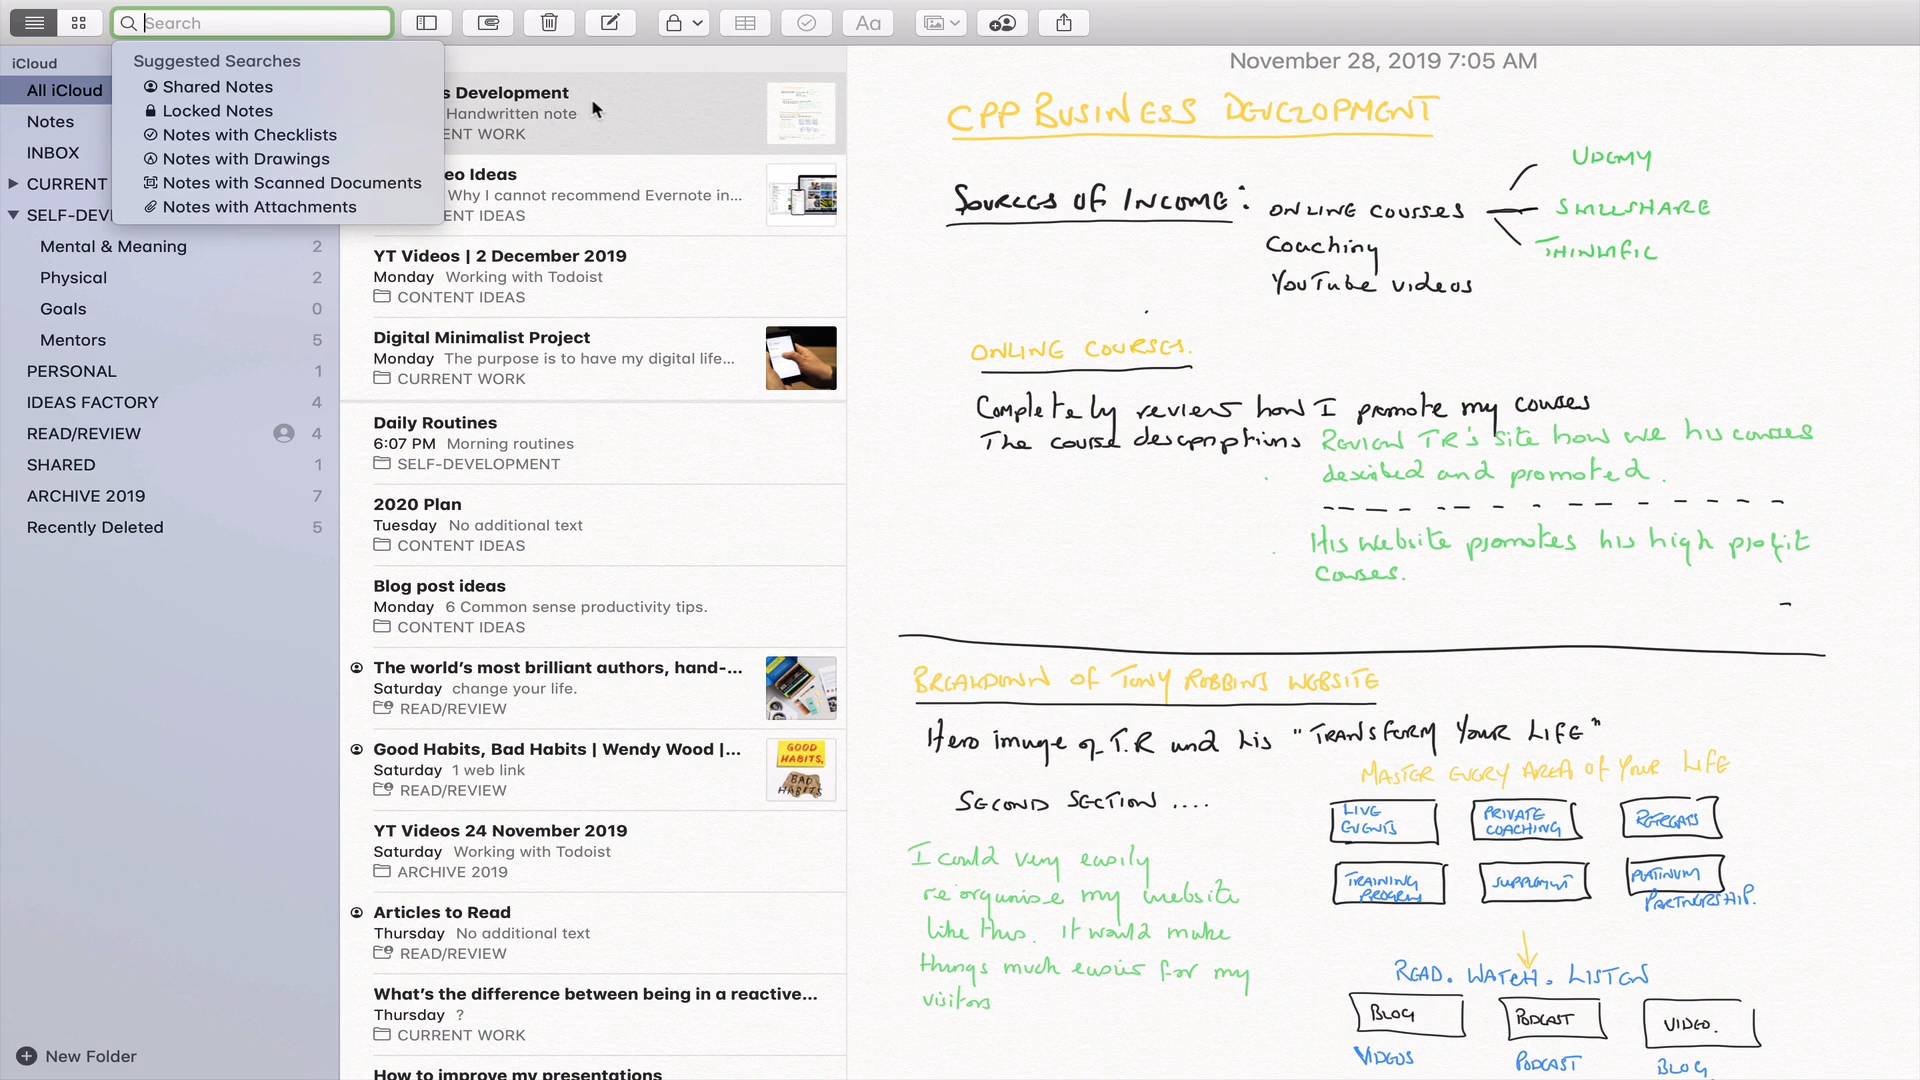 Search
Suggested Searches
Shared Notes
Locked Notes
Notes with Checklists
Notes with Drawings
Notes with Scanned Documents
Notes with Attachments
iCloud
All iCloud
Notes
INBOX
CURRENT
SELF-DEV
Mental & Meaning 2
Physical 2
Goals 0
Mentors 5
PERSONAL 1
IDEAS FACTORY 4
READ/REVIEW 4
SHARED 1
ARCHIVE 2019 7
Recently Deleted 5
New Folder
s Development
Handwritten note
ENT WORK
eo Ideas
Why I cannot recommend Evernote in...
ENT IDEAS
YT Videos | 2 December 2019
Monday Working with Todoist
CONTENT IDEAS
Digital Minimalist Project
Monday The purpose is to have my digital life...
CURRENT WORK
Daily Routines
6:07 PM Morning routines
SELF-DEVELOPMENT
2020 Plan
Tuesday No additional text
CONTENT IDEAS
Blog post ideas
Monday 6 Common sense productivity tips.
CONTENT IDEAS
The world's most brilliant authors, hand-...
Saturday change your life.
READ/REVIEW
Good Habits, Bad Habits | Wendy Wood |...
Saturday 1 web link
READ/REVIEW
GOOD
HABITS,
BAD
HABITS
YT Videos 24 November 2019
Saturday Working with Todoist
ARCHIVE 2019
Articles to Read
Thursday No additional text
READ/REVIEW
What's the difference between being in a reactive...
Thursday ?
CURRENT WORK
How to improve my presentations
Aa
November 28, 2019 7:05 AM
CPP BUSINESS DEVELOPMENT
SOURCES OF INCOME: ONLINE COURSES
Coaching
YouTube videos
UDEMY
SKILLSHARE
THINKIFIC
ONLINE COURSES.
Completely review how I promote my courses
The course descriptions
Review TR's site how we his courses
described and promoted.
His website promotes his high profit
courses.
BREAKDOWN OF TONY ROBBINS WEBSITE
Hero image of T.R and his "TRANSFORM YOUR LIFE"
MASTER EVERY AREA OF YOUR LIFE
SECOND SECTION ....
LIVE EVENTS
PRIVATE COACHING
RETREATS
TRAINING
SUPPLEMENT
PLATINUM PARTNERSHIP.
I could very easily
re'organise my website
like this. It would make
things much easier for my
visitors
READ. WATCH. LISTEN
BLOG
PODCAST
VIDEO.
VIDEOS
PODCAST
BLOG